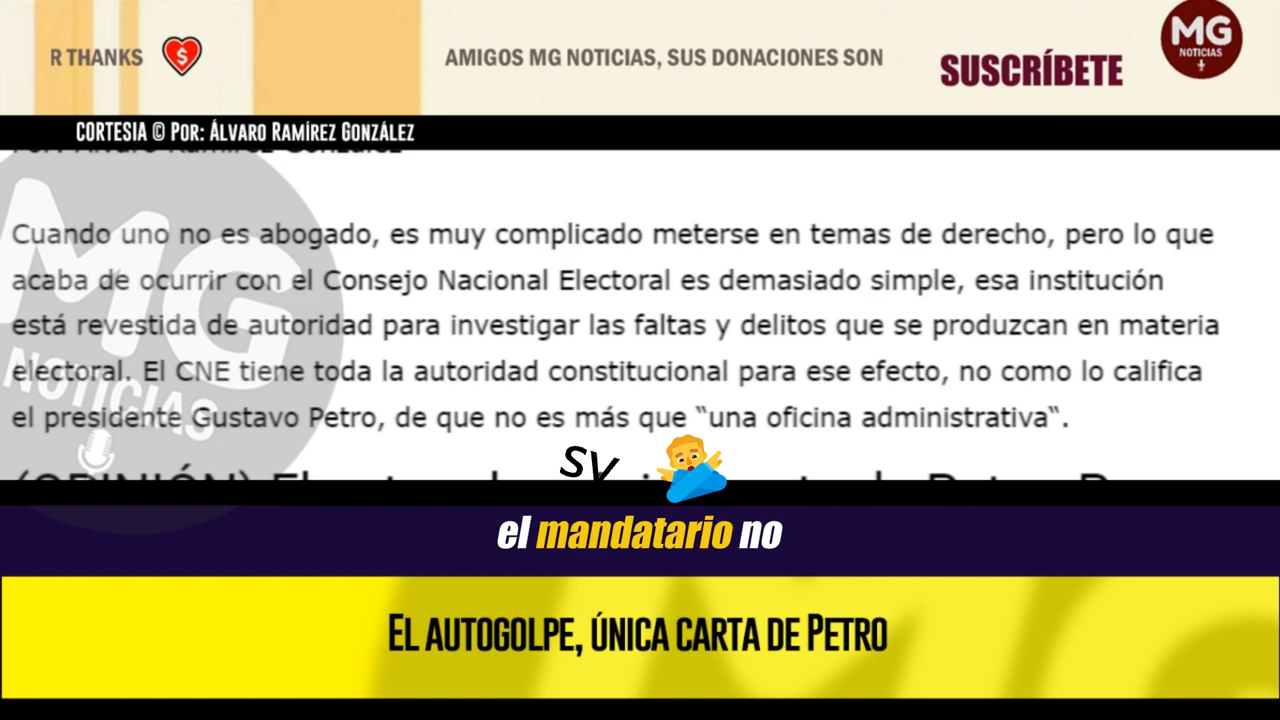 R THANKS
AMIGOS MG NOTICIAS, SUS DONACIONES SON
SUSCRÍBETE
MG
NOTICIAS
CORTESIA © Por: Álvaro Ramírez González
Cuando uno no es abogado, es muy complicado meterse en temas de derecho, pero lo que
acaba de ocurrir con el Consejo Nacional Electoral es demasiado simple, esa institución
está revestida de autoridad para investigar las faltas y delitos que se produzcan en materia
electoral. El CNE tiene toda la autoridad constitucional para ese efecto, no como lo califica
el presidente Gustavo Petro, de que no es más que “una oficina administrativa“.
MG
NOTICIAS
SV
el mandatario no
El autogolpe, única carta de Petro